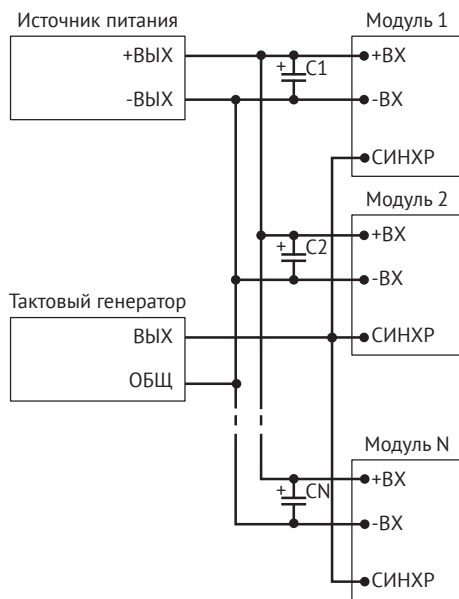 Источник питания
+ВЫХ
-ВЫХ
+ C1
Модуль 1
+ВХ
-ВХ
СИНХР
Модуль 2
+ C2
+ВХ
-ВХ
СИНХР
Тактовый генератор
ВЫХ
ОБЩ
Модуль N
+ CN
+ВХ
-ВХ
СИНХР